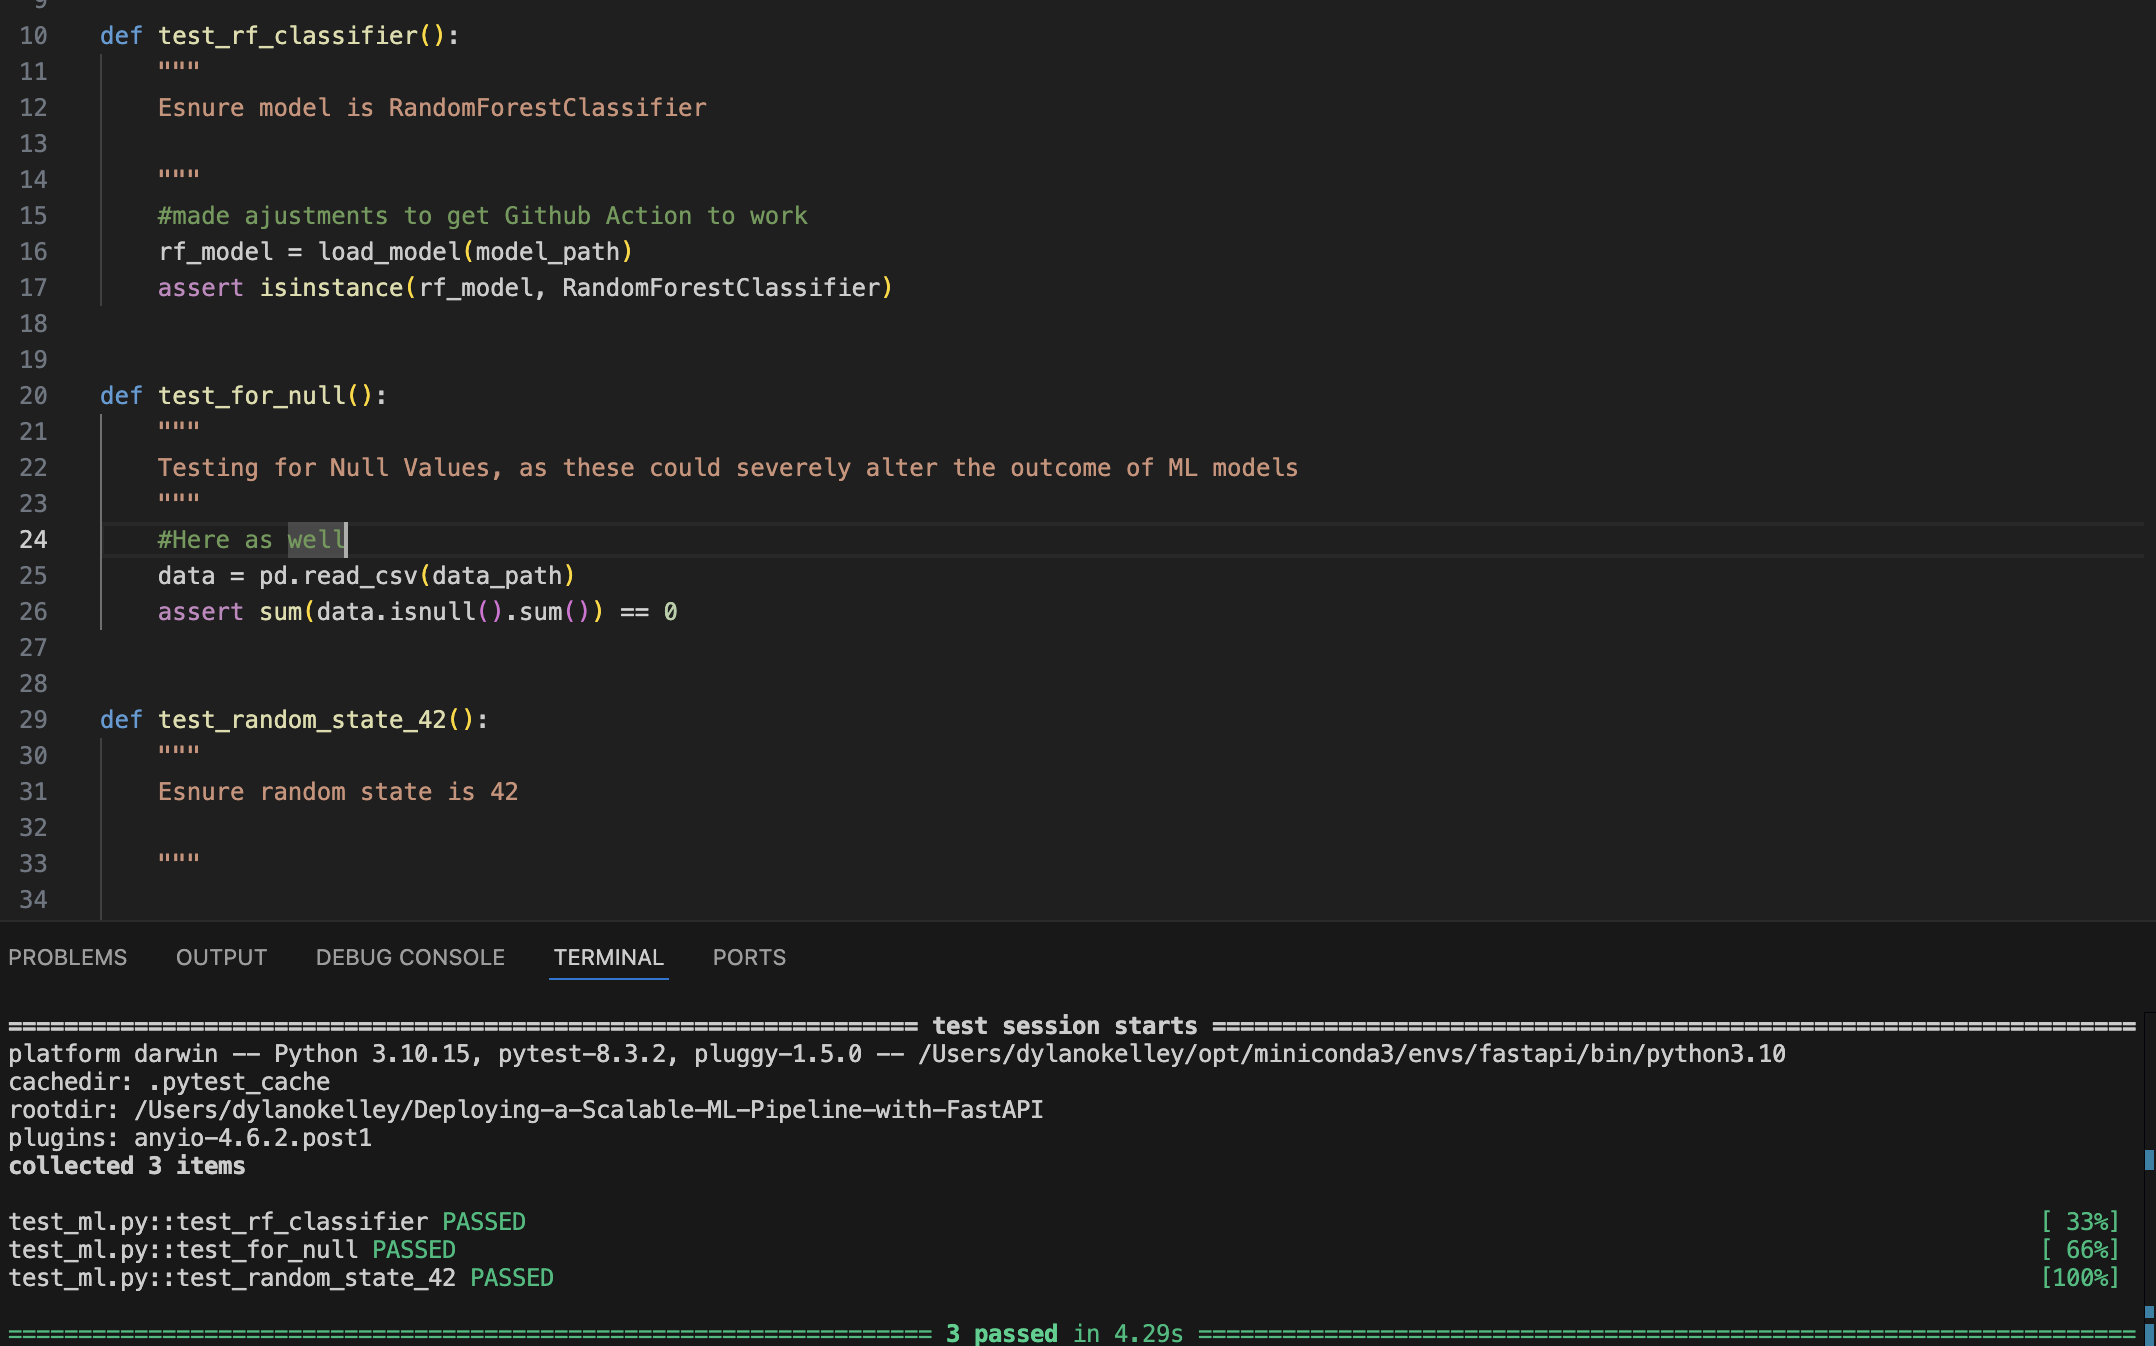 9
10 def test_rf_classifier():
11 """
12 Esnure model is RandomForestClassifier
13
14 """
15 #made ajustments to get Github Action to work
16 rf_model = load_model(model_path)
17 assert isinstance(rf_model, RandomForestClassifier)
18
19
20 def test_for_null():
21 """
22 Testing for Null Values, as these could severely alter the outcome of ML models
23 """
24 #Here as well
25 data = pd.read_csv(data_path)
26 assert sum(data.isnull().sum()) == 0
27
28
29 def test_random_state_42():
30 """
31 Esnure random state is 42
32
33 """
34
PROBLEMS OUTPUT DEBUG CONSOLE TERMINAL PORTS
================================================================= test session starts ==================================================================
platform darwin -- Python 3.10.15, pytest-8.3.2, pluggy-1.5.0 -- /Users/dylanokelley/opt/miniconda3/envs/fastapi/bin/python3.10
cachedir: .pytest_cache
rootdir: /Users/dylanokelley/Deploying-a-Scalable-ML-Pipeline-with-FastAPI
plugins: anyio-4.6.2.post1
collected 3 items
test_ml.py::test_rf_classifier PASSED [ 33%]
test_ml.py::test_for_null PASSED [ 66%]
test_ml.py::test_random_state_42 PASSED [100%]
================================================================== 3 passed in 4.29s ===================================================================